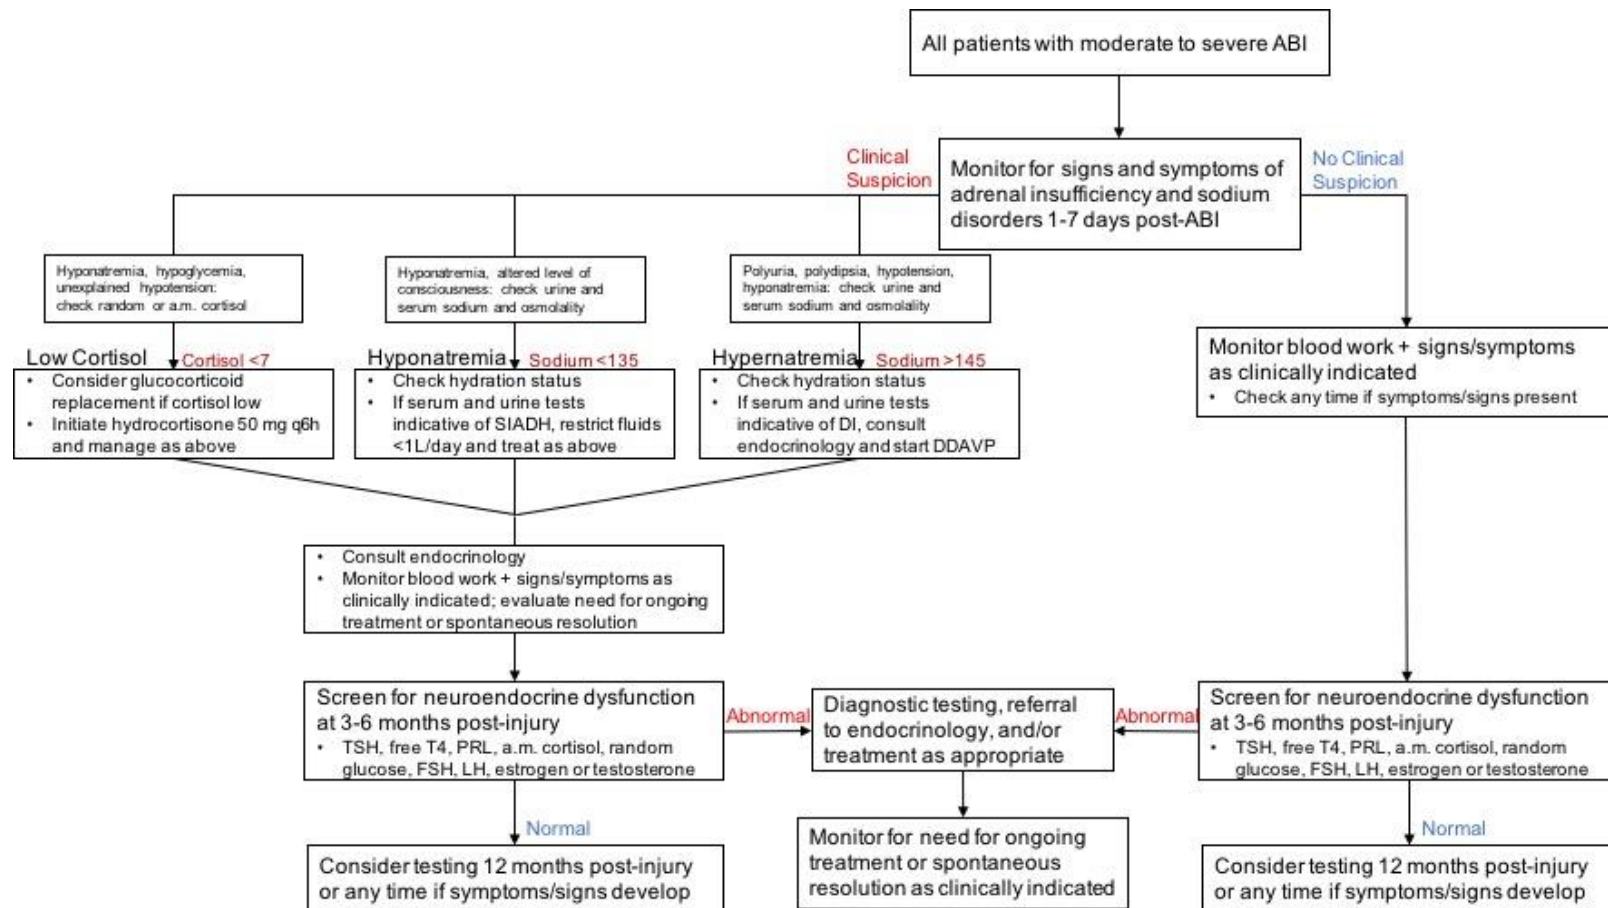 All patients with moderate to severe ABI
Clinical
Suspicion
Monitor for signs and symptoms of
adrenal insufficiency and sodium
disorders 1-7 days post-ABI
No Clinical
Suspicion
Hyponatremia, hypoglycemia,
unexplained hypotension:
check random or a.m. cortisol
Hyponatremia, altered level of
consciousness: check urine and
serum sodium and osmolality
Polyuria, polydipsia, hypotension,
hyponatremia: check urine and
serum sodium and osmolality
Low Cortisol
Cortisol <7
• Consider glucocorticoid
replacement if cortisol low
• Initiate hydrocortisone 50 mg q6h
and manage as above
Hyponatremia
Sodium <135
• Check hydration status
• If serum and urine tests
indicative of SIADH, restrict fluids
<1L/day and treat as above
Hypernatremia
Sodium >145
• Check hydration status
• If serum and urine tests
indicative of DI, consult
endocrinology and start DDAVP
Monitor blood work + signs/symptoms
as clinically indicated
• Check any time if symptoms/signs present
• Consult endocrinology
• Monitor blood work + signs/symptoms as
clinically indicated; evaluate need for ongoing
treatment or spontaneous resolution
Screen for neuroendocrine dysfunction
at 3-6 months post-injury
• TSH, free T4, PRL, a.m. cortisol, random
glucose, FSH, LH, estrogen or testosterone
Abnormal
Diagnostic testing, referral
to endocrinology, and/or
treatment as appropriate
Abnormal
Screen for neuroendocrine dysfunction
at 3-6 months post-injury
• TSH, free T4, PRL, a.m. cortisol, random
glucose, FSH, LH, estrogen or testosterone
Normal
Consider testing 12 months post-injury
or any time if symptoms/signs develop
Monitor for need for ongoing
treatment or spontaneous
resolution as clinically indicated
Normal
Consider testing 12 months post-injury
or any time if symptoms/signs develop